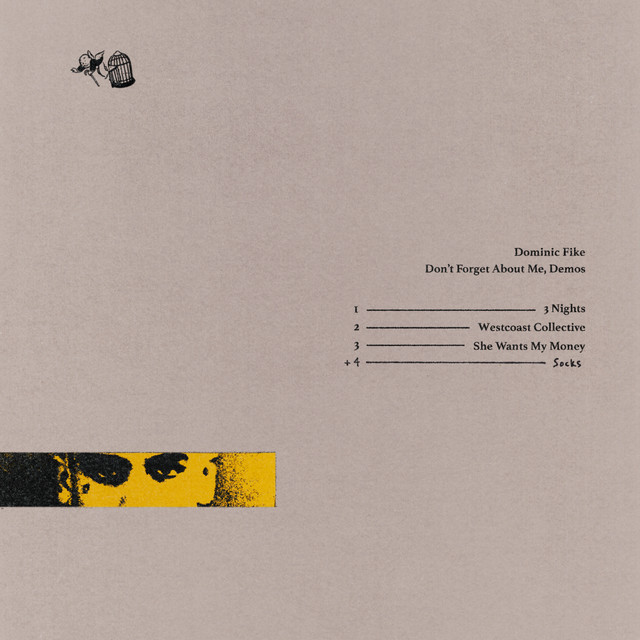 Dominic Fike
Don't Forget About Me, Demos
1 3 Nights
2 Westcoast Collective
3 She Wants My Money
+4 Socks